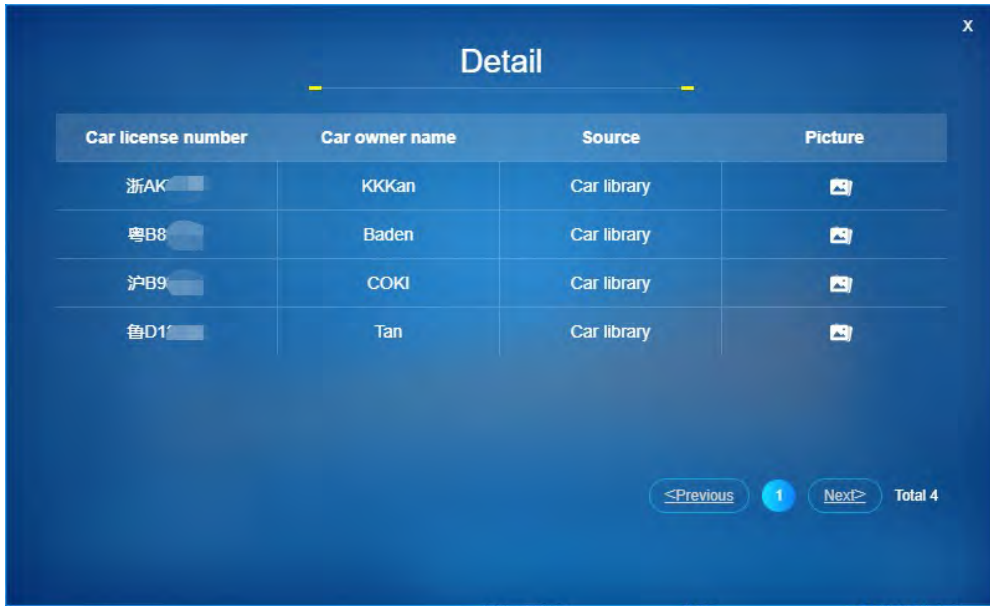 X
Detail
Car license number Car owner name Source Picture
浙AK KKKan Car library
粤B8 Baden Car library
沪B9 COKI Car library
鲁D1 Tan Car library
<Previous 1 Next> Total 4